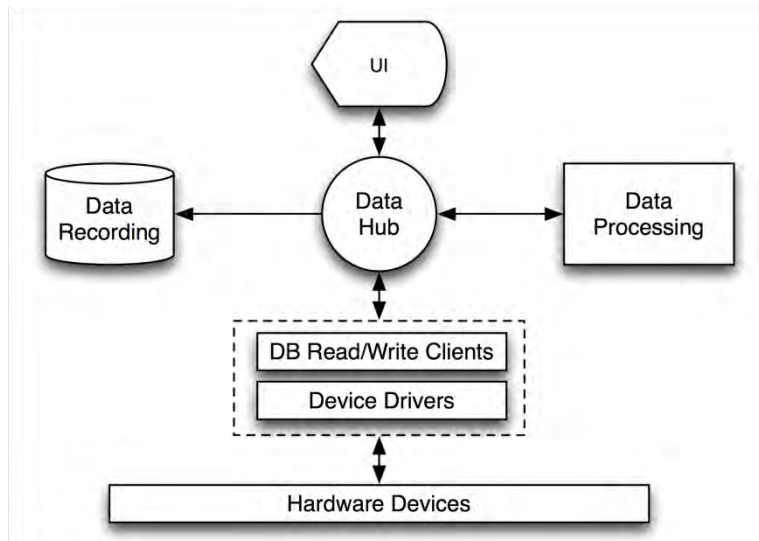 UI
Data
Recording
Data
Hub
Data
Processing
DB Read/Write Clients
Device Drivers
Hardware Devices